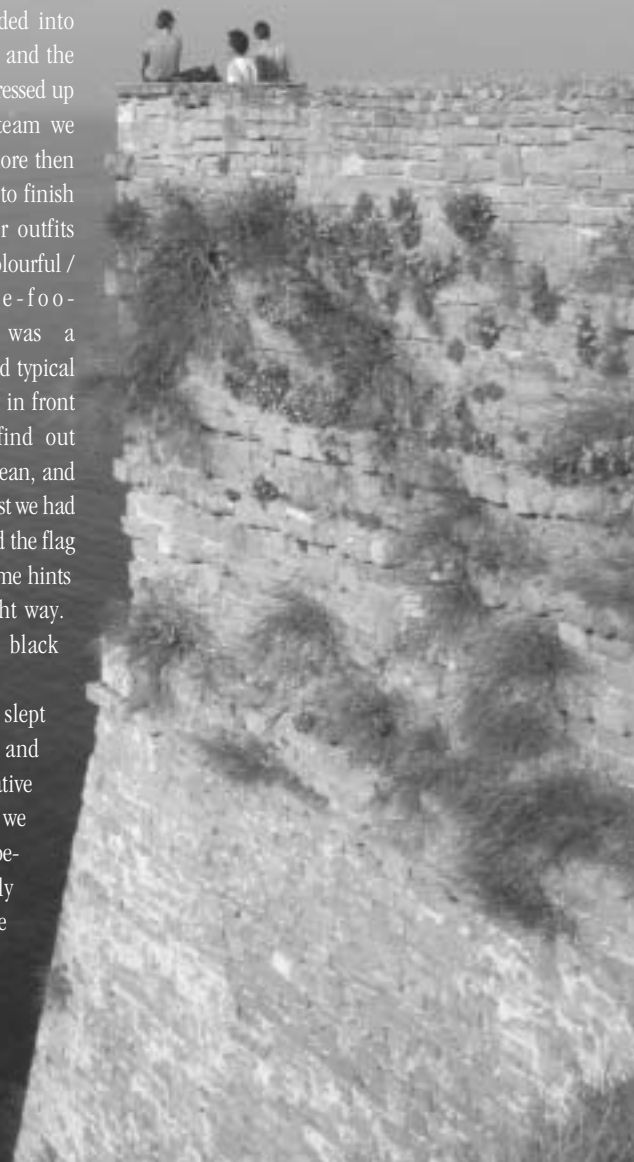 ded into
and the
ressed up
team we
ore then
to finish
r outfits
olourful /
e-foo-
was a
d typical
in front
find out
ean, and
st we had
d the flag
me hints
ht way.
black
slept
and
ative
we
be-
ly
e